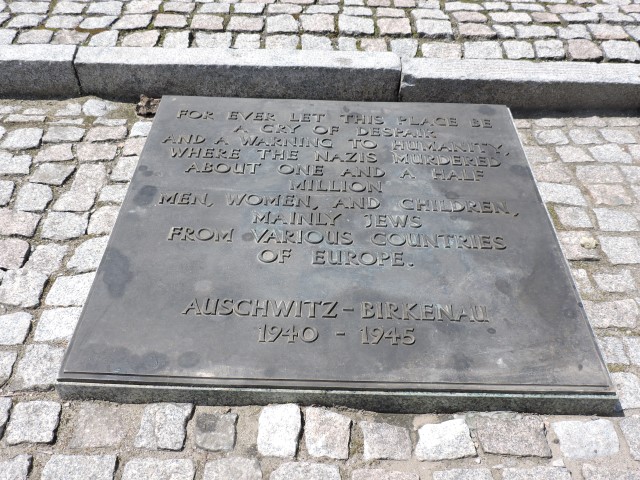 FOR EVER LET THIS PLACE BE
A CRY OF DESPAIR
AND A WARNING TO HUMANITY,
WHERE THE NAZIS MURDERED
ABOUT ONE AND A HALF
MILLION
MEN, WOMEN, AND CHILDREN,
MAINLY JEWS
FROM VARIOUS COUNTRIES
OF EUROPE.
AUSCHWITZ-BIRKENAU
1940 - 1945